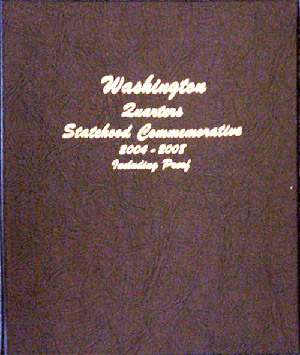 Washington
Quarters
Statehood Commemorative
2004-2008
Including Proof